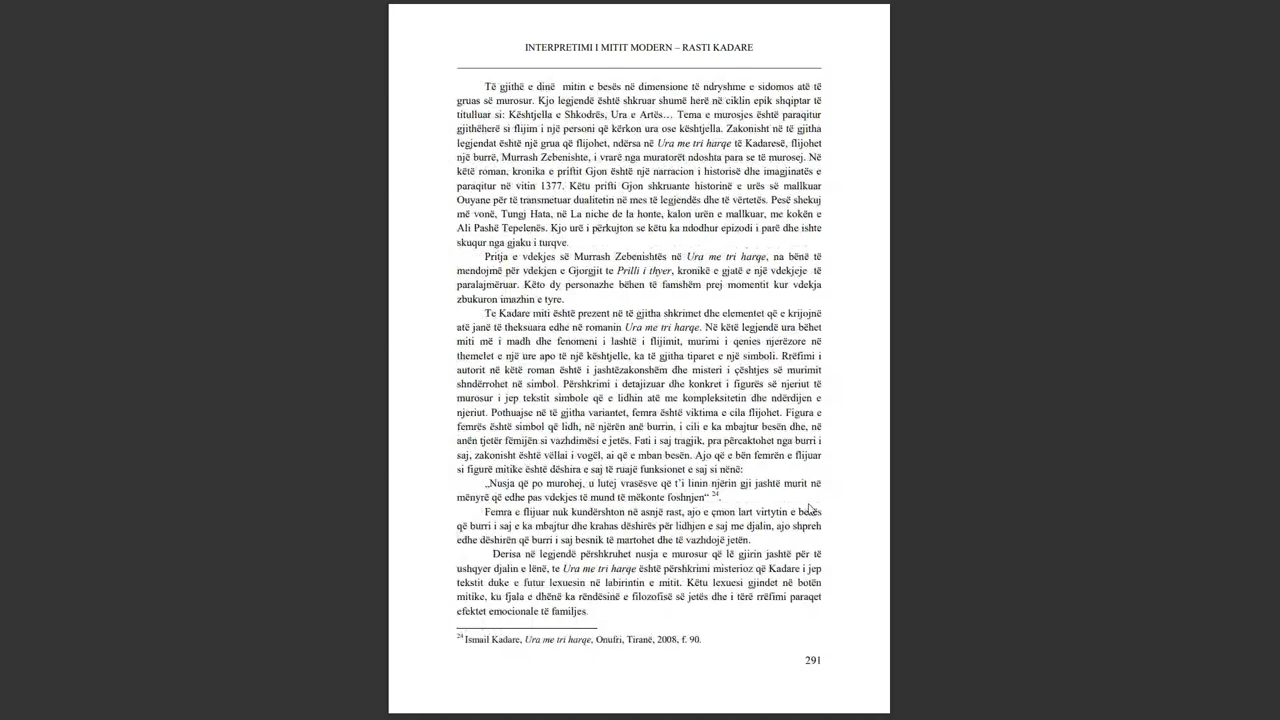 INTERPRETIMI I MITIT MODERN – RASTI KADARE
Të gjithë e dinë mitin e besës në dimensione të ndryshme e sidomos atë të
gruas së murosur. Kjo legjendë është shkruar shumë herë në ciklin epik shqiptar të
titulluar si: Kështjella e Shkodrës, Ura e Artës… Tema e murosjes është paraqitur
gjithëherë si flijim i një personi që kërkon ura ose kështjella. Zakonisht në të gjitha
legjendat është një grua që flijohet, ndërsa në Ura me tri harqe të Kadaresë, flijohet
një burrë, Murrash Zebenishte, i vrarë nga muratorët ndoshta para se të murosej. Në
këtë roman, kronika e priftit Gjon është një narracion i historisë dhe imagjinatës e
paraqitur në vitin 1377. Këtu prifti Gjon shkruante historinë e urës së mallkuar
Ouyane për të transmetuar dualitetin në mes të legjendës dhe të vërtetës. Pesë shekuj
më vonë, Tungj Hata, në La niche de la honte, kalon urën e mallkuar, me kokën e
Ali Pashë Tepelenës. Kjo urë i përkujton se këtu ka ndodhur epizodi i parë dhe ishte
skuqur nga gjaku i turqve.
Pritja e vdekjes së Murrash Zebenishtës në Ura me tri harqe, na bënë të
mendojmë për vdekjen e Gjorgjit te Prilli i thyer, kronikë e gjatë e një vdekjeje të
paralajmëruar. Këto dy personazhe bëhen të famshëm prej momentit kur vdekja
zbukuron imazhin e tyre.
Te Kadare miti është prezent në të gjitha shkrimet dhe elementet që e krijojnë
atë janë të theksuara edhe në romanin Ura me tri harqe. Në këtë legjendë ura bëhet
miti më i madh dhe fenomeni i lashtë i flijimit, murimi i qenies njerëzore në
themelet e një ure apo të një kështjelle, ka të gjitha tiparet e një simboli. Rrëfimi i
autorit në këtë roman është i jashtëzakonshëm dhe misteri i çështjes së murimit
shndërrohet në simbol. Përshkrimi i detajizuar dhe konkret i figurës së njeriut të
murosur i jep tekstit simbole që e lidhin atë me kompleksitetin dhe ndërdijen e
njeriut. Pothuajse në të gjitha variantet, femra është viktima e cila flijohet. Figura e
femrës është simbol që lidh, në njërën anë burrin, i cili e ka mbajtur besën dhe, në
anën tjetër fëmijën si vazhdimësi e jetës. Fati i saj tragjik, pra përcaktohet nga burri i
saj, zakonisht është vëllai i vogël, ai që e mban besën. Ajo që e bën femrën e flijuar
si figurë mitike është dëshira e saj të ruajë funksionet e saj si nënë:
„Nusja që po murohej, u lutej vrasësve që t’i linin njërin gji jashtë murit në
mënyrë që edhe pas vdekjes të mund të mëkonte foshnjen“ 24.
Femra e flijuar nuk kundërshton në asnjë rast, ajo e çmon lart virtytin e besës
që burri i saj e ka mbajtur dhe krahas dëshirës për lidhjen e saj me djalin, ajo shpreh
edhe dëshirën që burri i saj besnik të martohet dhe të vazhdojë jetën.
Derisa në legjendë përshkruhet nusja e murosur që lë gjirin jashtë për të
ushqyer djalin e lënë, te Ura me tri harqe është përshkrimi misterioz që Kadare i jep
tekstit duke e futur lexuesin në labirintin e mitit. Këtu lexuesi gjindet në botën
mitike, ku fjala e dhënë ka rëndësinë e filozofisë së jetës dhe i tërë rrëfimi paraqet
efektet emocionale të familjes.
24 Ismail Kadare, Ura me tri harqe, Onufri, Tiranë, 2008, f. 90.
291